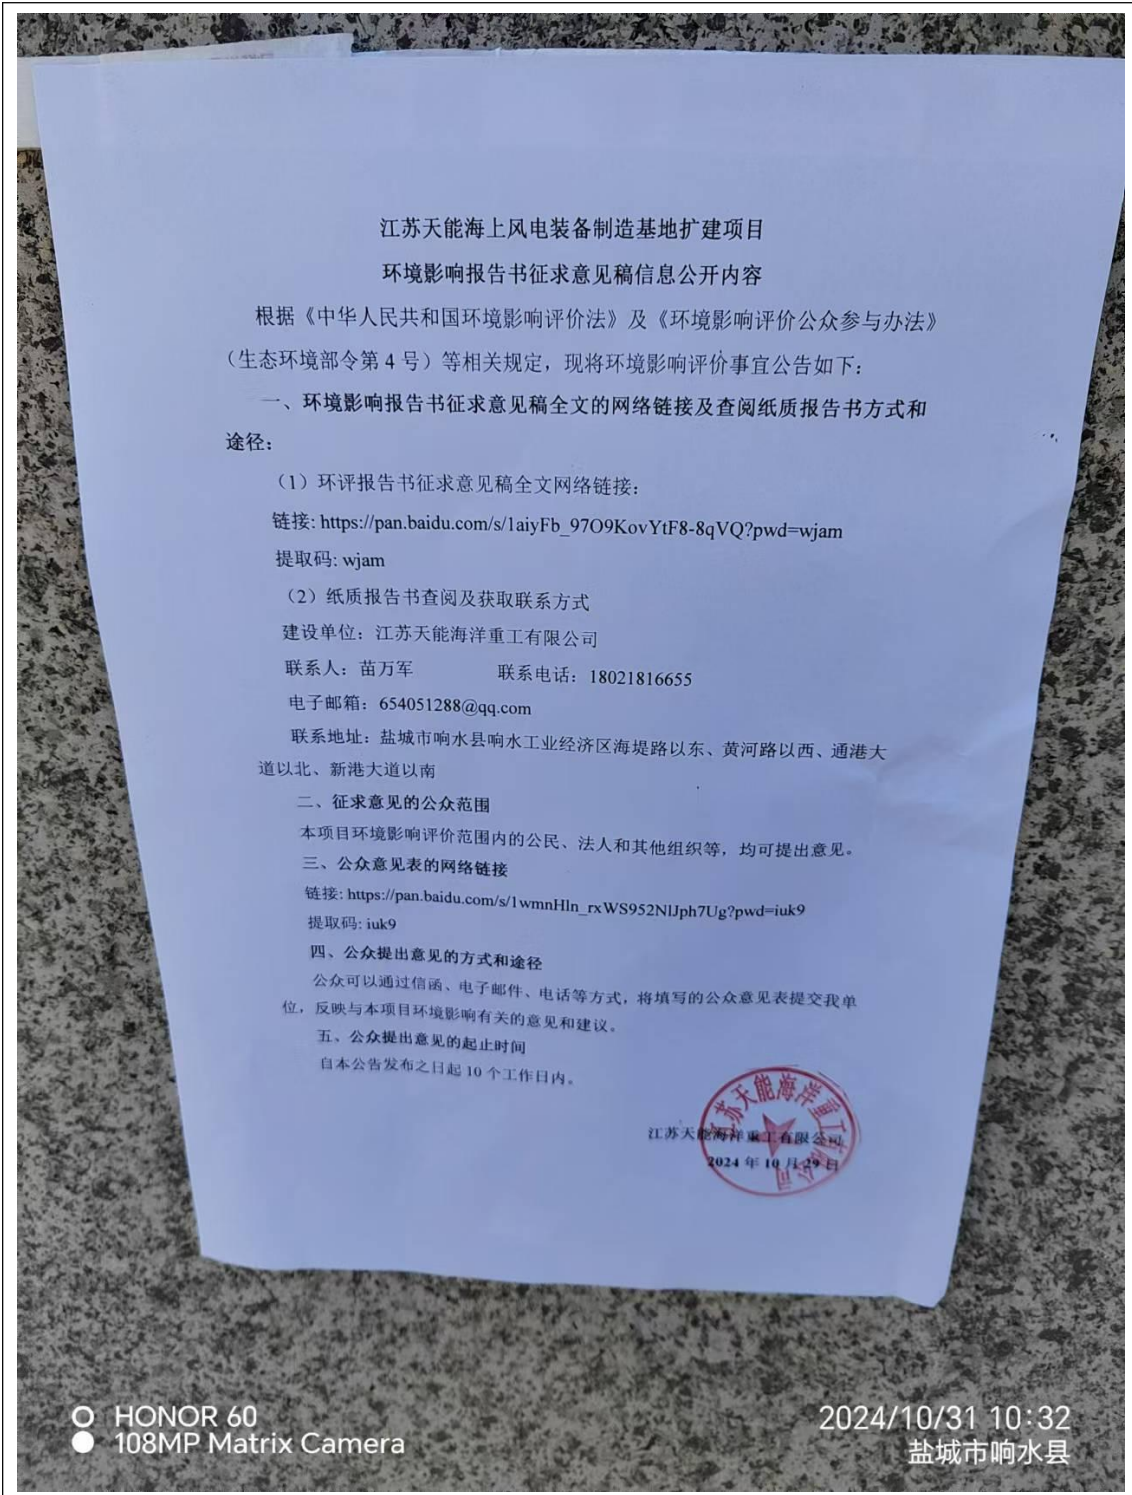 江苏天能海上风电装备制造基地扩建项目
环境影响报告书征求意见稿信息公开内容
根据《中华人民共和国环境影响评价法》及《环境影响评价公众参与办法》
（生态环境部令第 4 号）等相关规定，现将环境影响评价事宜公告如下：
一、环境影响报告书征求意见稿全文的网络链接及查阅纸质报告书方式和
途径：
（1）环评报告书征求意见稿全文网络链接：
链接: https://pan.baidu.com/s/1aiyFb_97O9KovYtF8-8qVQ?pwd=wjam
提取码: wjam
（2）纸质报告书查阅及获取联系方式
建设单位：江苏天能海洋重工有限公司
联系人：苗万军 联系电话：18021816655
电子邮箱：654051288@qq.com
联系地址：盐城市响水县响水工业经济区海堤路以东、黄河路以西、通港大
道以北、新港大道以南
二、征求意见的公众范围
本项目环境影响评价范围内的公民、法人和其他组织等，均可提出意见。
三、公众意见表的网络链接
链接: https://pan.baidu.com/s/1wmnHln_rxWS952NlJph7Ug?pwd=iuk9
提取码: iuk9
四、公众提出意见的方式和途径
公众可以通过信函、电子邮件、电话等方式，将填写的公众意见表提交我单
位，反映与本项目环境影响有关的意见和建议。
五、公众提出意见的起止时间
自本公告发布之日起 10 个工作日内。
江苏天能海洋重工有限公司
2024 年 10 月 29 日
江苏天能海洋重工有限公司
HONOR 60
108MP Matrix Camera
2024/10/31 10:32
盐城市响水县